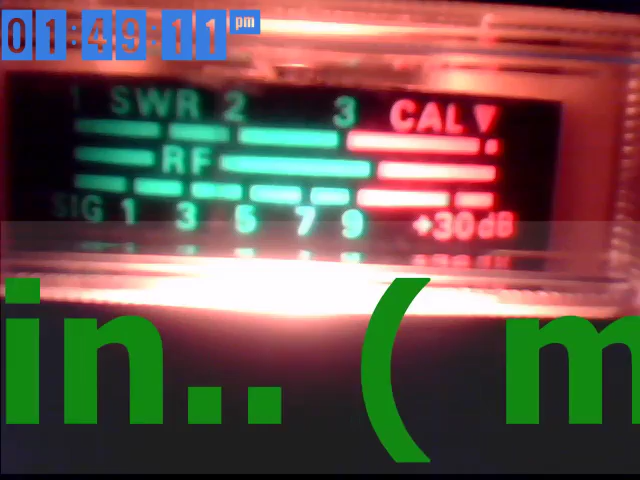 01:49:11 pm
1 SWR 2 3 CAL
RF
SIG 1 3 5 7 9 +30dB
in.. ( m